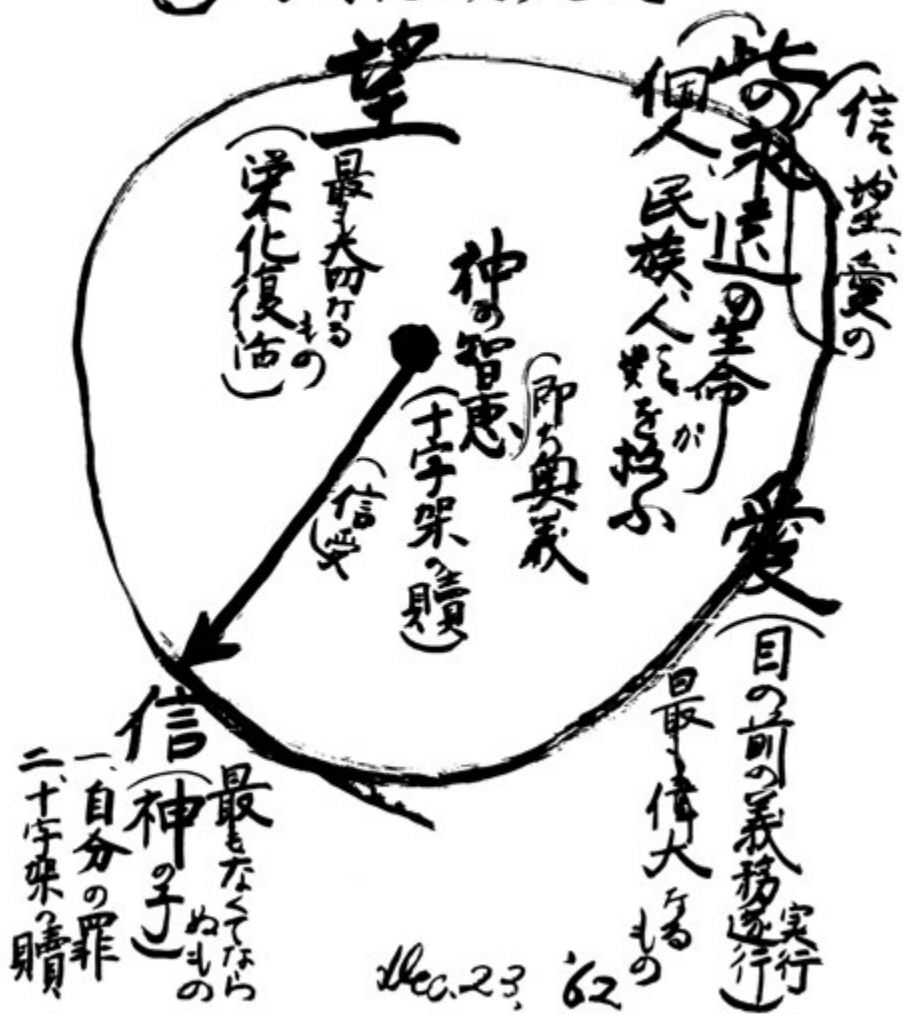 信、望、愛の
此の永遠の生命が
(個人、民族、人類を救ふ
愛
(目の前の義務遂行)
実行
最も偉大なる
もの
神の智恵
(即ち奥義
(十字架の贖)
(信受)
望
最も大切なる
もの
(栄化復活)
信
(神の子)
最もなくてなら
ぬもの
一、自分の罪
二、十字架の贖、
Dec. 23, '62